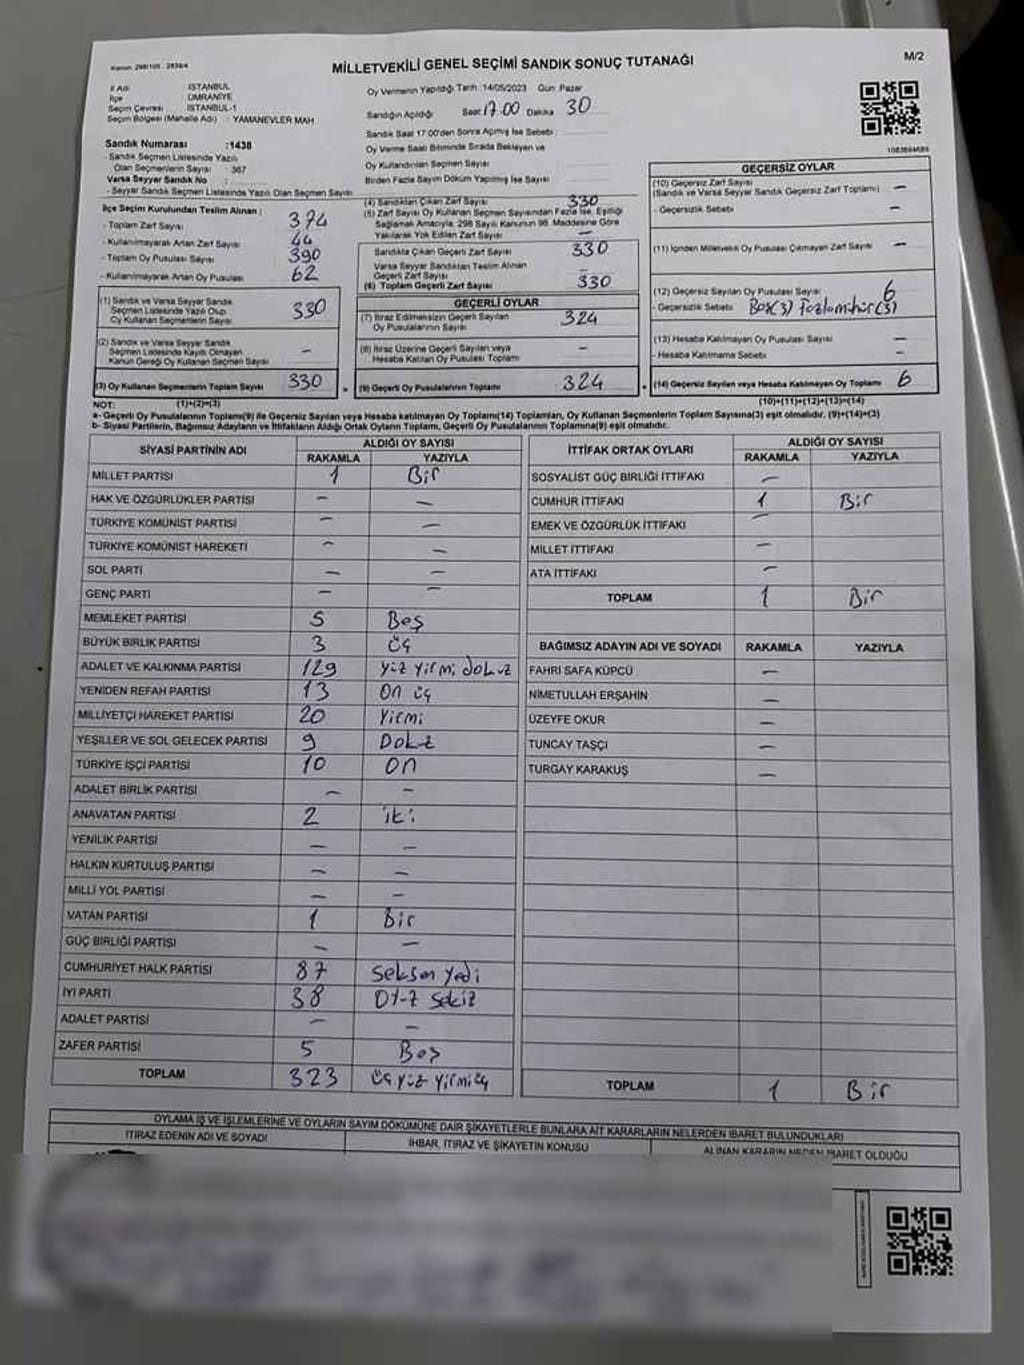 Kanun: 298/105 , 2839/4
MİLLETVEKİLİ GENEL SEÇİMİ SANDIK SONUÇ TUTANAĞI
M/2
İl Adı : İSTANBUL
İlçe : ÜMRANİYE
Seçim Çevresi : İSTANBUL-1
Seçim Bölgesi (Mahalle Adı) : YAMANEVLER MAH.
Sandık Numarası :1438
- Sandık Seçmen Listesinde Yazılı
Olan Seçmenlerin Sayısı : 367
Varsa Seyyar Sandık No :
- Seyyar Sandık Seçmen Listesinde Yazılı Olan Seçmen Sayısı
Oy Vermenin Yapıldığı Tarih :14/05/2023 Gün: Pazar
Sandığın Açıldığı Saat 17:00 Dakika 30
Sandık Saat 17:00'den Sonra Açılmış İse Sebebi :
Oy Verme Saati Bitiminde Sırada Bekleyen ve
Oy Kullandırılan Seçmen Sayısı :
Birden Fazla Sayım Döküm Yapılmış İse Sayısı
1083894689
İlçe Seçim Kurulundan Teslim Alınan :
- Toplam Zarf Sayısı 374
- Kullanılmayarak Artan Zarf Sayısı 44
- Toplam Oy Pusulası Sayısı 390
- Kullanılmayarak Artan Oy Pusulası 62
(1) Sandık ve Varsa Seyyar Sandık
Seçmen Listesinde Yazılı Olup
Oy Kullanan Seçmenlerin Sayısı 330
(2) Sandık ve Varsa Seyyar Sandık
Seçmen Listesinde Kayıtlı Olmayan
Kanun Gereği Oy Kullanan Seçmen Sayısı -
(3) Oy Kullanan Seçmenlerin Toplam Sayısı 330
(1)+(2)=(3)
(4) Sandıktan Çıkan Zarf Sayısı 330
(5) Zarf Sayısı Oy Kullanan Seçmen Sayısından Fazla İse, Eşitliği
Sağlamak Amacıyla, 298 Sayılı Kanunun 98. Maddesine Göre
Yakılarak Yok Edilen Zarf Sayısı -
Sandıkta Çıkan Geçerli Zarf Sayısı 330
Varsa Seyyar Sandıktan Teslim Alınan
Geçerli Zarf Sayısı -
(6) Toplam Geçerli Zarf Sayısı 330
GEÇERLİ OYLAR
(7) İtiraz Edilmeksizin Geçerli Sayılan
Oy Pusulalarının Sayısı 324
(8) İtiraz Üzerine Geçerli Sayılan veya
Hesaba Katılan Oy Pusulası Toplamı -
= (9) Geçerli Oy Pusulalarının Toplamı 324
GEÇERSİZ OYLAR
(10) Geçersiz Zarf Sayısı
(Sandık ve Varsa Seyyar Sandık Geçersiz Zarf Toplamı) -
- Geçersizlik Sebebi -
(11) İçinden Milletvekili Oy Pusulası Çıkmayan Zarf Sayısı -
(12) Geçersiz Sayılan Oy Pusulası Sayısı 6
- Geçersizlik Sebebi Boş(3) Fazlamühür(3)
(13) Hesaba Katılmayan Oy Pusulası Sayısı -
- Hesaba Katılmama Sebebi -
+ (14) Geçersiz Sayılan veya Hesaba Katılmayan Oy Toplamı 6
(10)+(11)+(12)+(13)=(14)
NOT:
a- Geçerli Oy Pusulalarının Toplamı(9) ile Geçersiz Sayılan veya Hesaba katılmayan Oy Toplamı(14) Toplamları, Oy Kullanan Seçmenlerin Toplam Sayısına(3) eşit olmalıdır. (9)+(14)=(3)
b- Siyasi Partilerin, Bağımsız Adayların ve İttifakların Aldığı Ortak Oyların Toplamı, Geçerli Oy Pusulalarının Toplamına(9) eşit olmalıdır.
SİYASİ PARTİNİN ADI ALDIĞI OY SAYISI
RAKAMLA YAZIYLA
MİLLET PARTİSİ 1 Bir
HAK VE ÖZGÜRLÜKLER PARTİSİ - -
TÜRKİYE KOMÜNİST PARTİSİ - -
TÜRKİYE KOMÜNİST HAREKETİ - -
SOL PARTİ - -
GENÇ PARTİ - -
MEMLEKET PARTİSİ 5 Beş
BÜYÜK BİRLİK PARTİSİ 3 üç
ADALET VE KALKINMA PARTİSİ 129 yüz yirmi dokuz
YENİDEN REFAH PARTİSİ 13 on üç
MİLLİYETÇİ HAREKET PARTİSİ 20 Yirmi
YEŞİLLER VE SOL GELECEK PARTİSİ 9 Dokuz
TÜRKİYE İŞÇİ PARTİSİ 10 on
ADALET BİRLİK PARTİSİ - -
ANAVATAN PARTİSİ 2 iki
YENİLİK PARTİSİ - -
HALKIN KURTULUŞ PARTİSİ - -
MİLLİ YOL PARTİSİ - -
VATAN PARTİSİ 1 Bir
GÜÇ BİRLİĞİ PARTİSİ - -
CUMHURİYET HALK PARTİSİ 87 seksen yedi
İYİ PARTİ 38 otuz sekiz
ADALET PARTİSİ - -
ZAFER PARTİSİ 5 Beş
TOPLAM 323 üç yüz yirmi üç
İTTİFAK ORTAK OYLARI ALDIĞI OY SAYISI
RAKAMLA YAZIYLA
SOSYALİST GÜÇ BİRLİĞİ İTTİFAKI -
CUMHUR İTTİFAKI 1 Bir
EMEK VE ÖZGÜRLÜK İTTİFAKI -
MİLLET İTTİFAKI -
ATA İTTİFAKI -
TOPLAM 1 Bir
BAĞIMSIZ ADAYIN ADI VE SOYADI RAKAMLA YAZIYLA
FAHRİ SAFA KÜPCÜ -
NİMETULLAH ERŞAHİN -
ÜZEYFE OKUR -
TUNCAY TAŞÇI -
TURGAY KARAKUŞ -
TOPLAM 1 Bir
OYLAMA İŞ VE İŞLEMLERİNE VE OYLARIN SAYIM DÖKÜMÜNE DAİR ŞİKAYETLERLE BUNLARA AİT KARARLARIN NELERDEN İBARET BULUNDUKLARI
İTİRAZ EDENİN ADI VE SOYADI İHBAR, İTİRAZ VE ŞİKAYETİN KONUSU ALINAN KARARIN NEDEN İBARET OLDUĞU